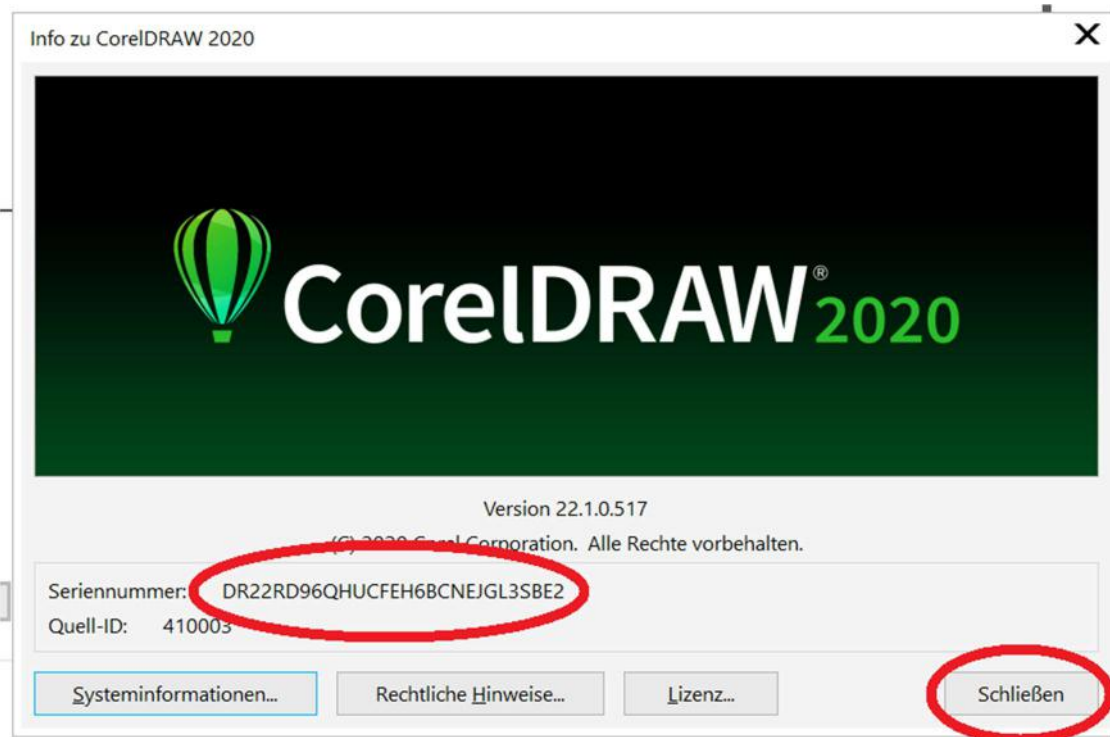 Info zu CorelDRAW 2020
CorelDRAW® 2020
Version 22.1.0.517
(C) 2020 Corel Corporation. Alle Rechte vorbehalten.
Seriennummer: DR22RD96QHUCFEH6BCNEJGL3SBE2
Quell-ID: 410003
Systeminformationen... Rechtliche Hinweise... Lizenz... Schließen